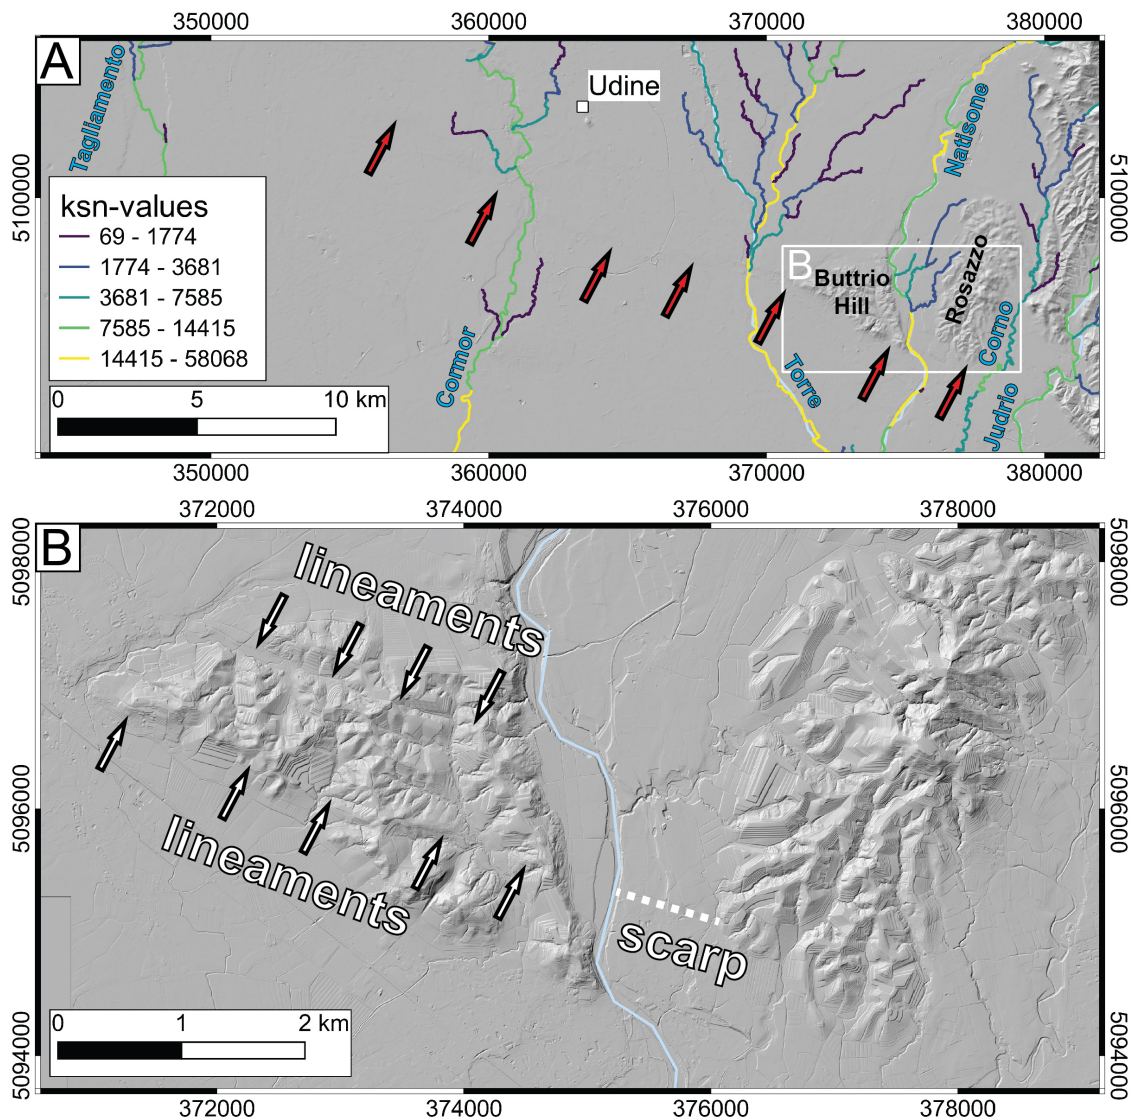 350000 360000 370000 380000
A
Udine
Tagliamento
Natisone
5100000
5100000
ksn-values
69 - 1774
1774 - 3681
3681 - 7585
7585 - 14415
14415 - 58068
B
Buttrio
Hill
Rosazzo
Cormor
Torre
Corno
Judrio
0 5 10 km
350000 360000 370000 380000
372000 374000 376000 378000
B
5098000
5098000
lineaments
5096000
5096000
lineaments
scarp
0 1 2 km
5094000
5094000
372000 374000 376000 378000